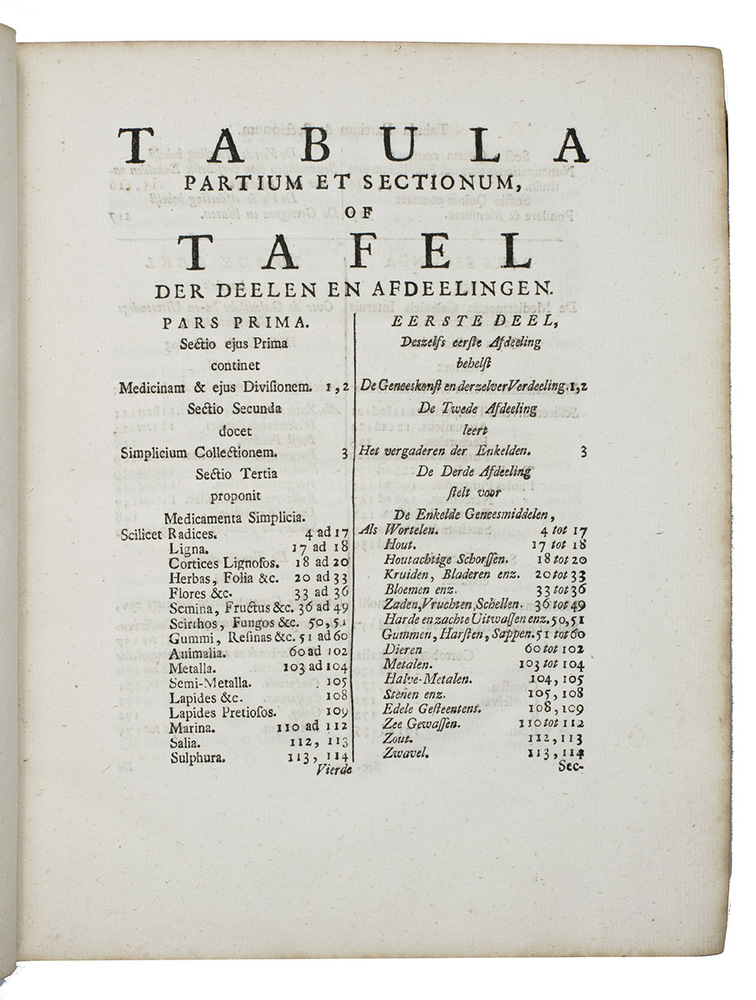 TABULA
PARTIUM ET SECTIONUM,
OF
TAFEL
DER DEELEN EN AFDEELINGEN.
PARS PRIMA.
Sectio ejus Prima
continet
Medicinam & ejus Divisionem. 1, 2
Sectio Secunda
docet
Simplicium Collectionem. 3
Sectio Tertia
proponit
Medicamenta Simplicia.
Scilicet Radices. 4 ad 17
Ligna. 17 ad 18
Cortices Lignosos. 18 ad 20
Herbas, Folia &c. 20 ad 33
Flores &c. 33 ad 36
Semina, Fructus &c. 36 ad 49
Scirrhos, Fungos &c. 50, 51
Gummi, Resinas &c. 51 ad 60
Animalia. 60 ad 102
Metalla. 103 ad 104
Semi-Metalla. 105
Lapides &c. 108
Lapides Pretiosos. 109
Marina. 110 ad 112
Salia. 112, 113
Sulphura. 113, 114
Vierde
EERSTE DEEL,
Deszelfs eerste Afdeeling
behelst
De Geneeskonst en derzelver Verdeeling. 1, 2
De Twede Afdeeling
leert
Het vergaderen der Enkelden. 3
De Derde Afdeeling
stelt voor
De Enkelde Geneesmiddelen,
Als Wortelen. 4 tot 17
Hout. 17 tot 18
Houtachtige Schorssen. 18 tot 20
Kruiden, Bladeren enz. 20 tot 33
Bloemen enz. 33 tot 36
Zaden, Vruchten, Schellen. 36 tot 49
Harde en zachte Uitwassen enz. 50, 51
Gummen, Harsten, Sappen. 51 tot 60
Dieren 60 tot 102
Metalen. 103 tot 104
Halve-Metalen. 104, 105
Stenen enz. 105, 108
Edele Gesteentens. 108, 109
Zee Gewassen. 110 tot 112
Zout. 112, 113
Zwavel. 113, 114
Sec-